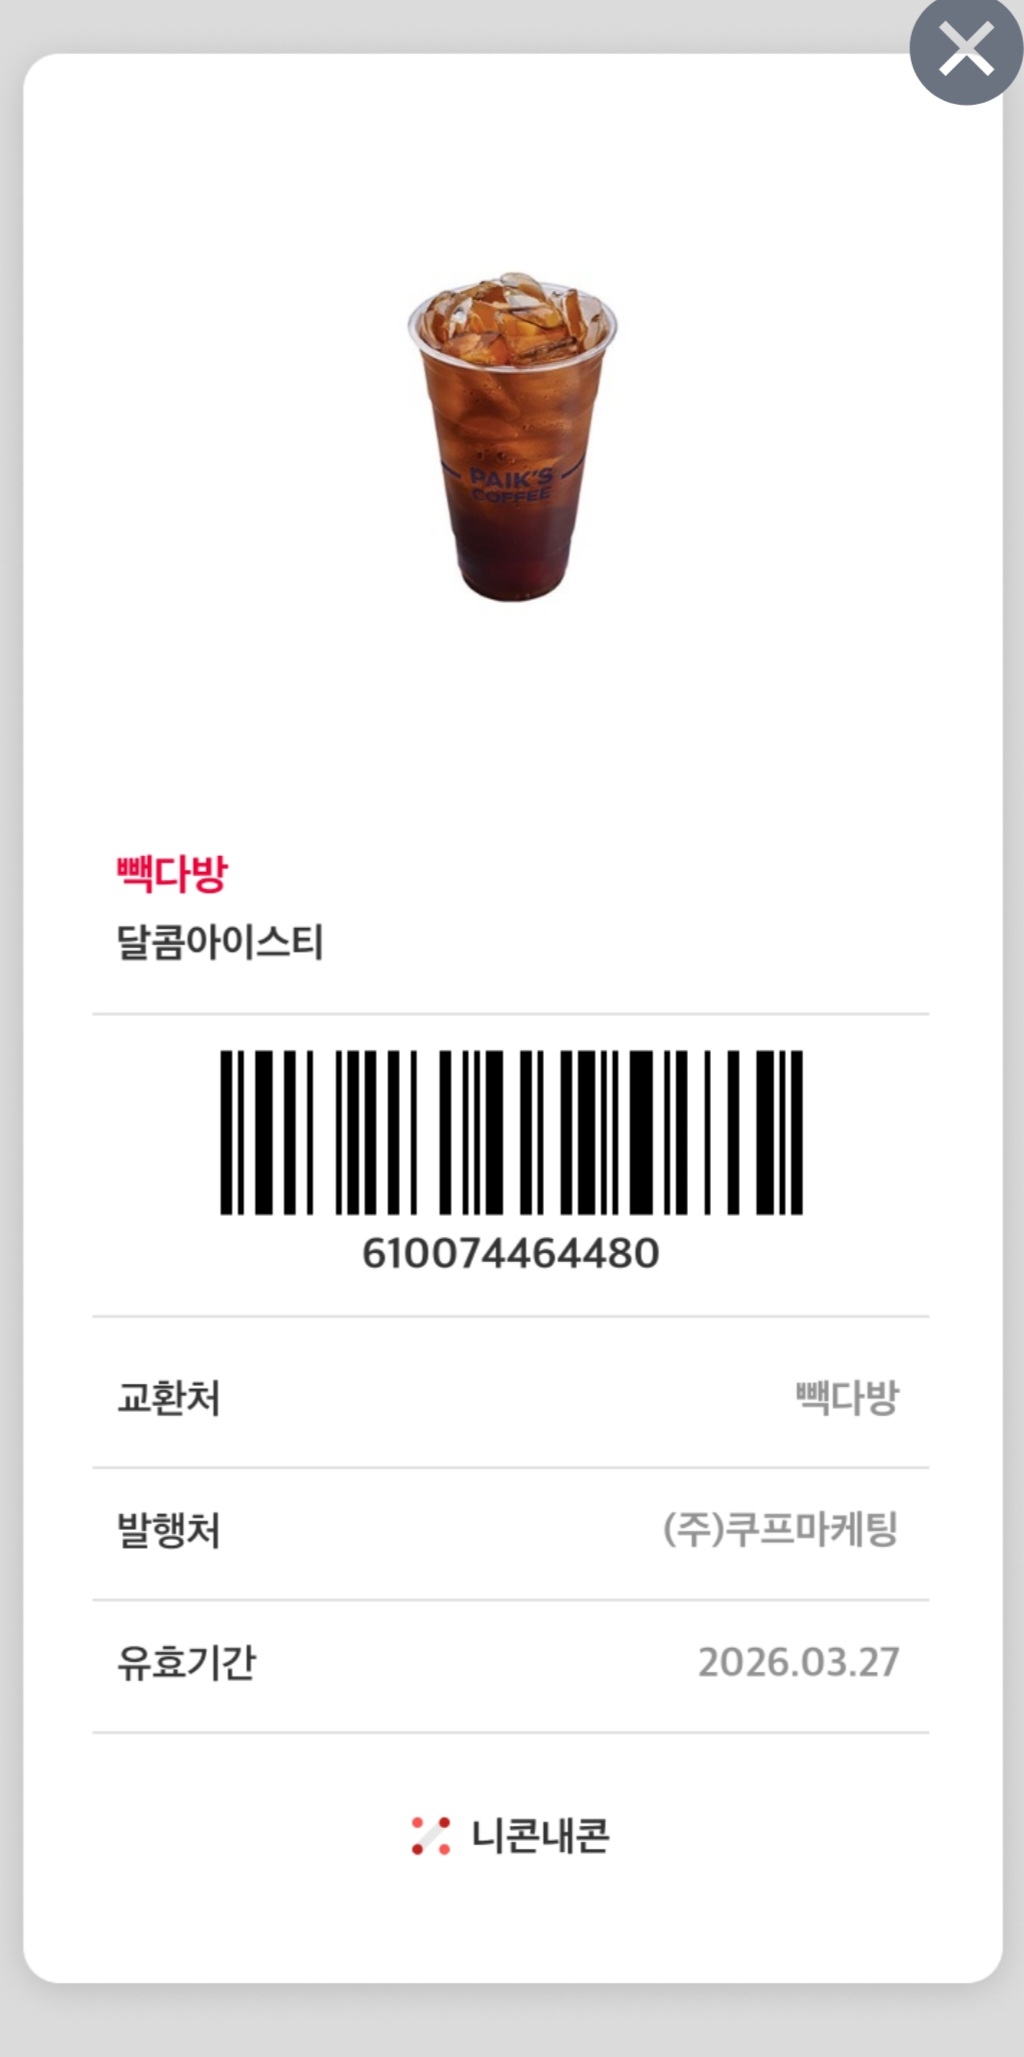 PAIK'S
COFFEE
빽다방
달콤아이스티
610074464480
교환처 빽다방
발행처 (주)쿠프마케팅
유효기간 2026.03.27
니콘내콘